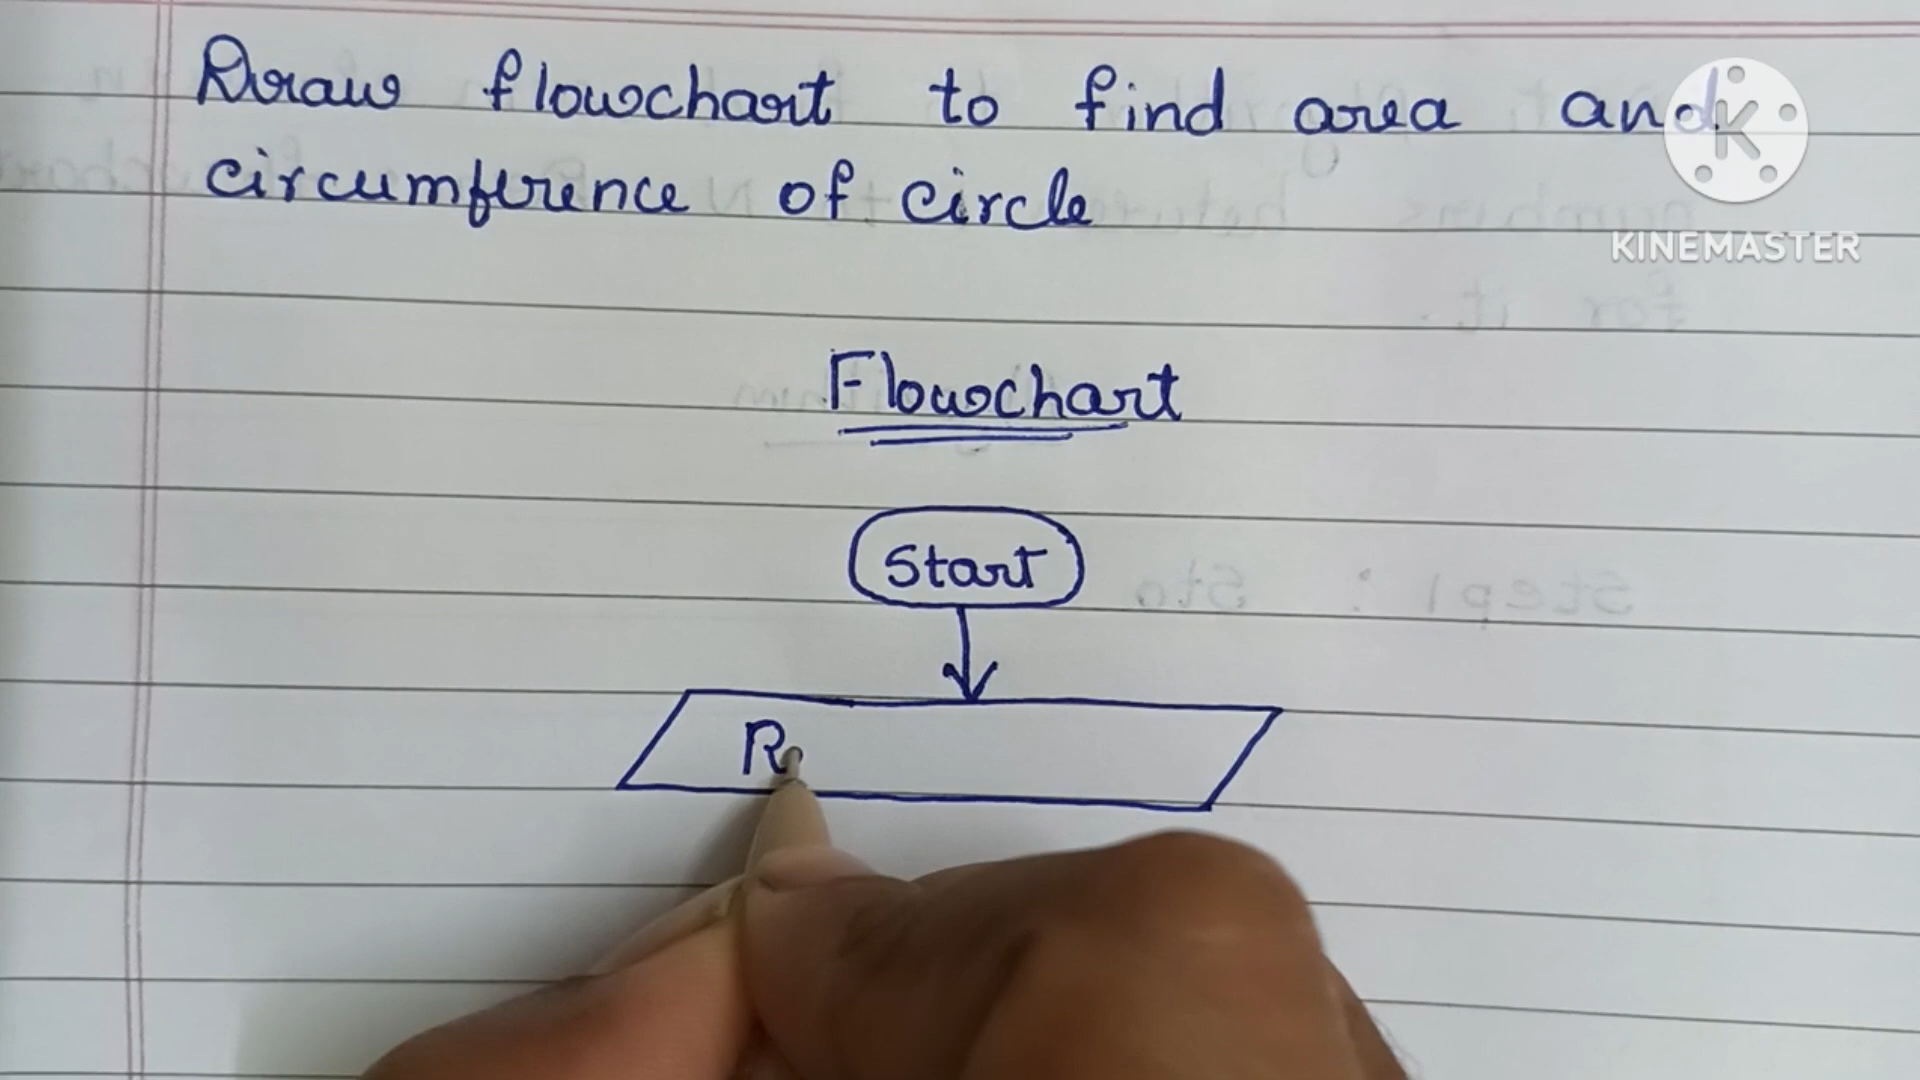 Draw flowchart to find area and
circumference of circle
K
KINEMASTER
Flowchart
Start
R